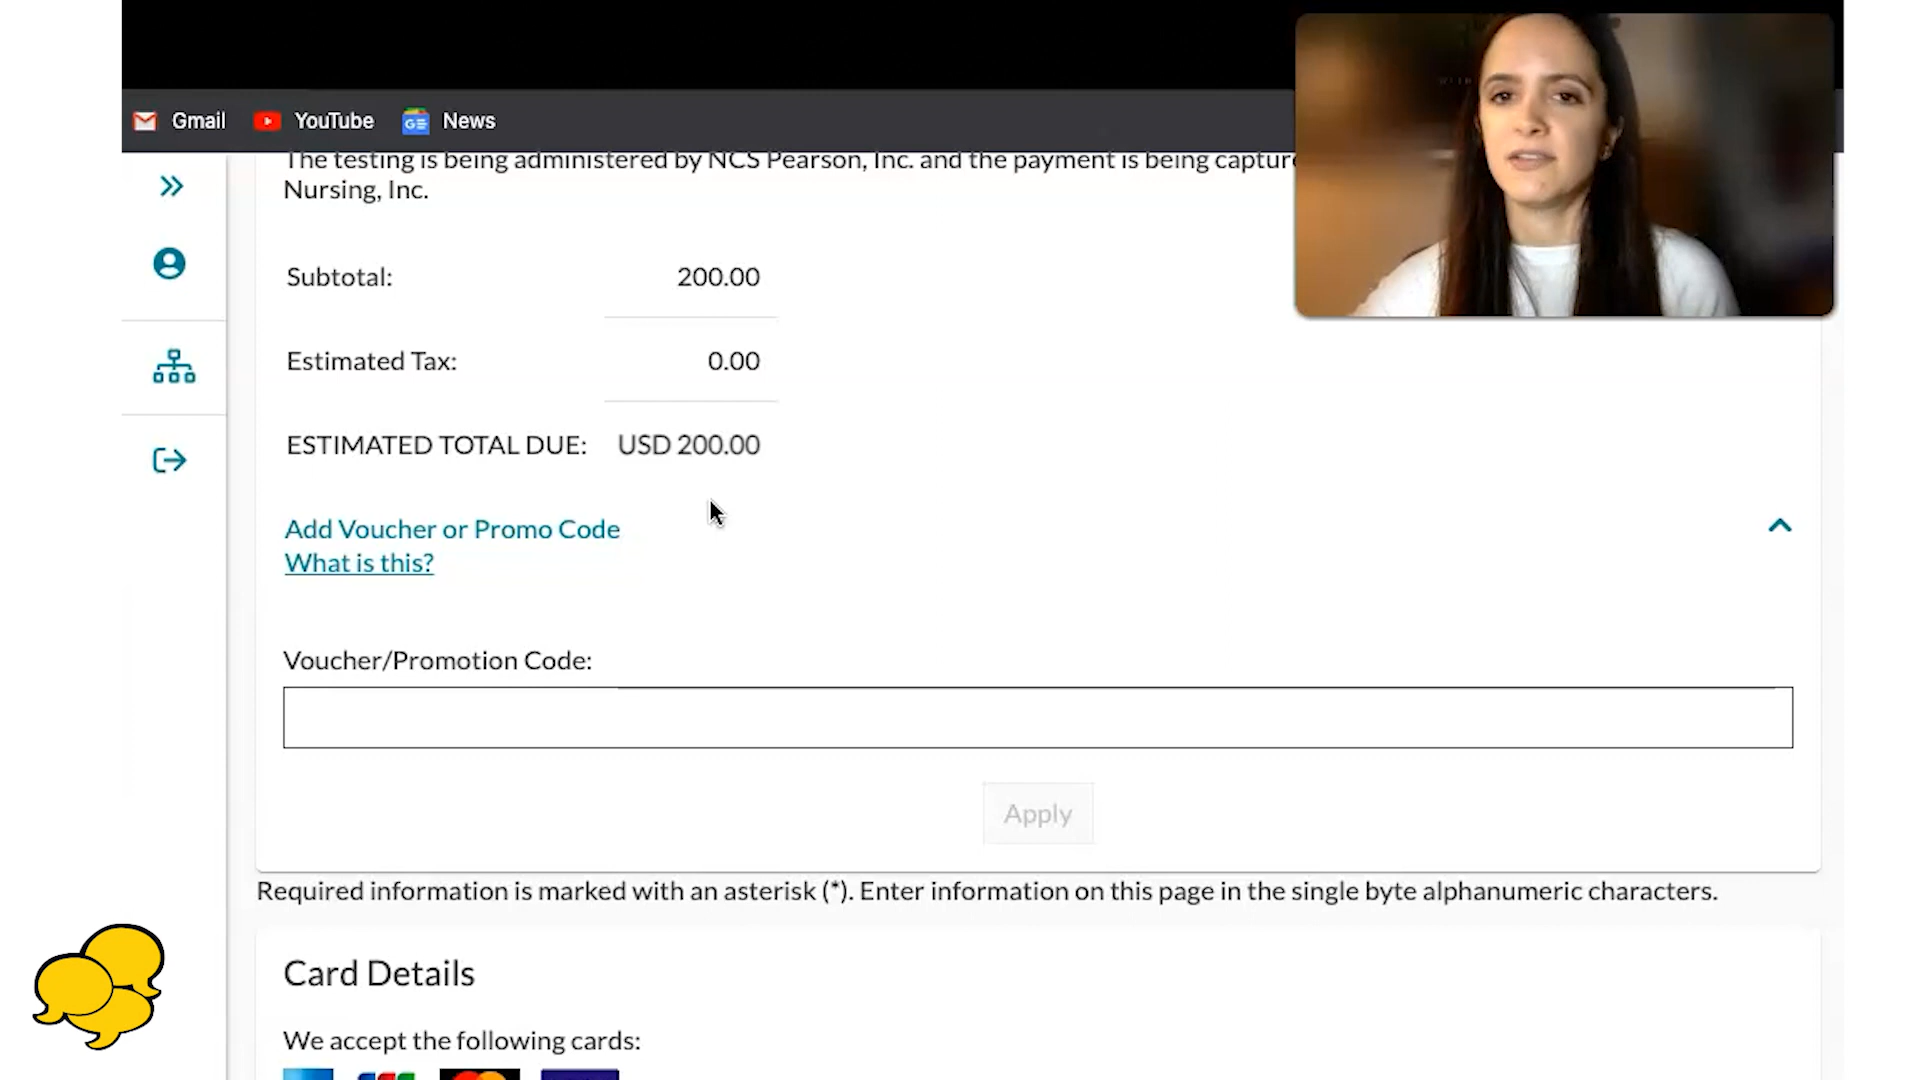 Gmail YouTube News
The testing is being administered by NCS Pearson, Inc. and the payment is being capture
Nursing, Inc.
Subtotal: 200.00
Estimated Tax: 0.00
ESTIMATED TOTAL DUE: USD 200.00
Add Voucher or Promo Code
What is this?
Voucher/Promotion Code:
Apply
Required information is marked with an asterisk (*). Enter information on this page in the single byte alphanumeric characters.
Card Details
We accept the following cards: